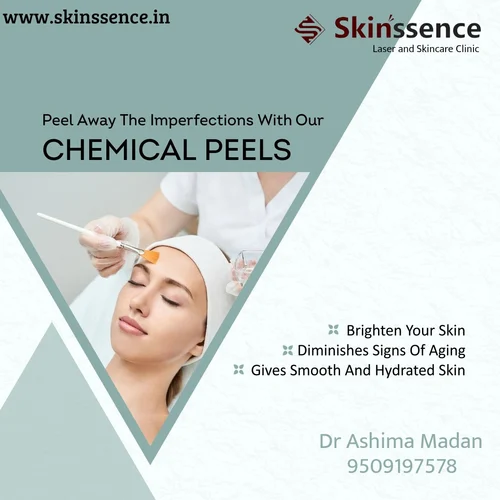 www.skinssence.in
Skinssence
Laser and Skincare Clinic
Peel Away The Imperfections With Our
CHEMICAL PEELS
Brighten Your Skin
Diminishes Signs Of Aging
Gives Smooth And Hydrated Skin
Dr Ashima Madan
9509197578